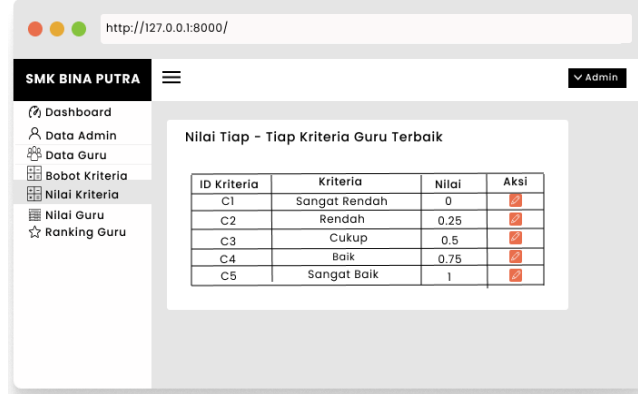 http://127.0.0.1:8000/
SMK BINA PUTRA
Admin
Dashboard
Data Admin
Data Guru
Bobot Kriteria
Nilai Kriteria
Nilai Guru
Ranking Guru
Nilai Tiap - Tiap Kriteria Guru Terbaik
ID Kriteria Kriteria Nilai Aksi
C1 Sangat Rendah 0
C2 Rendah 0.25
C3 Cukup 0.5
C4 Baik 0.75
C5 Sangat Baik 1